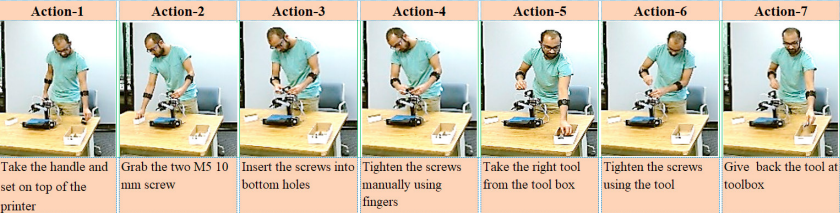 Action-1 Action-2 Action-3 Action-4 Action-5 Action-6 Action-7
Take the handle and
set on top of the
printer
Grab the two M5 10
mm screw
Insert the screws into
bottom holes
Tighten the screws
manually using
fingers
Take the right tool
from the tool box
Tighten the screws
using the tool
Give back the tool at
toolbox